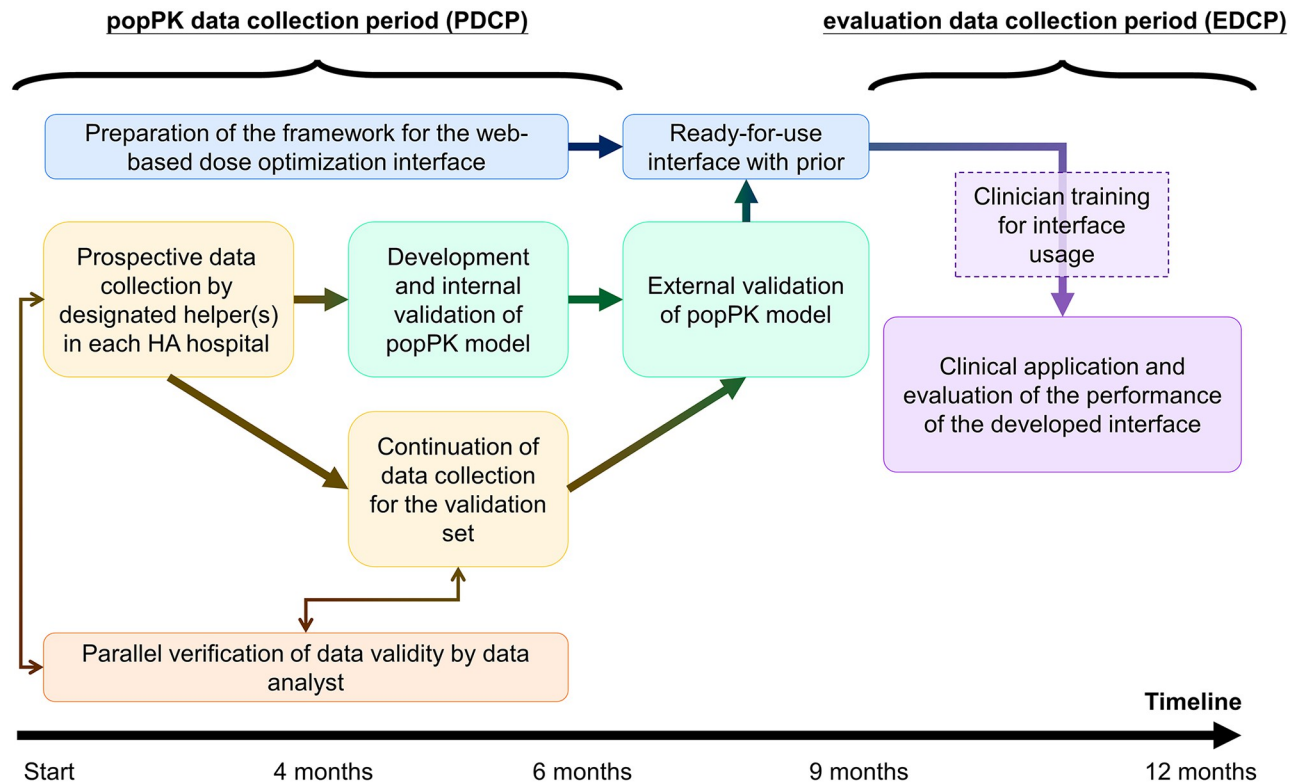 popPK data collection period (PDCP)
evaluation data collection period (EDCP)
Preparation of the framework for the web-
based dose optimization interface
Ready-for-use
interface with prior
Clinician training
for interface
usage
Prospective data
collection by
designated helper(s)
in each HA hospital
Development
and internal
validation of
popPK model
External validation
of popPK model
Clinical application and
evaluation of the performance
of the developed interface
Continuation of
data collection
for the validation
set
Parallel verification of data validity by data
analyst
Timeline
Start
4 months
6 months
9 months
12 months